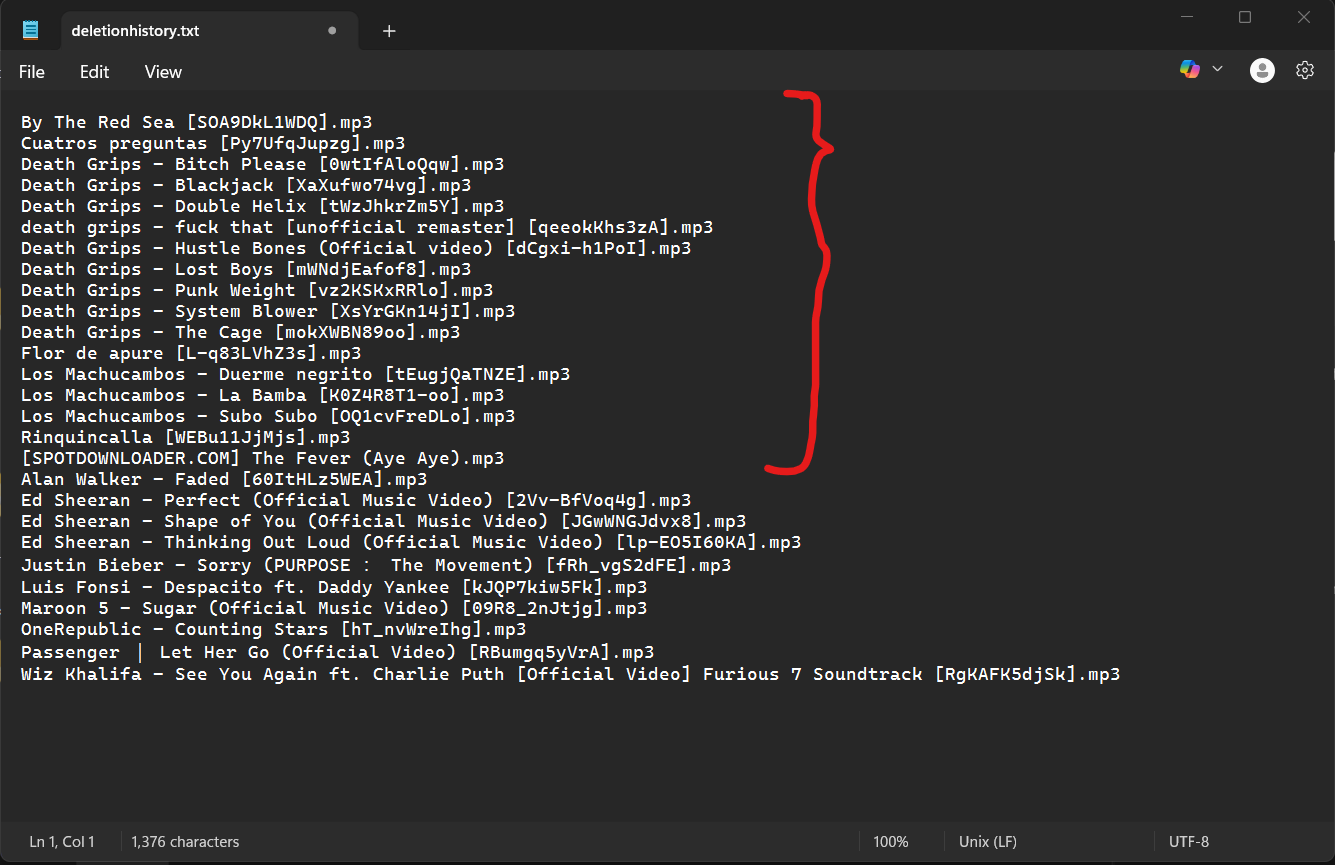 deletionhistory.txt
File Edit View
By The Red Sea [SOA9DkL1WDQ].mp3
Cuatros preguntas [Py7UfqJupzg].mp3
Death Grips - Bitch Please [0wtIfAloQqw].mp3
Death Grips - Blackjack [XaXufwo74vg].mp3
Death Grips - Double Helix [tWzJhkrZm5Y].mp3
death grips - fuck that [unofficial remaster] [qeeokKhs3zA].mp3
Death Grips - Hustle Bones (Official video) [dCgxi-h1PoI].mp3
Death Grips - Lost Boys [mWNdjEafof8].mp3
Death Grips - Punk Weight [vz2KSKxRRlo].mp3
Death Grips - System Blower [XsYrGKn14jI].mp3
Death Grips - The Cage [mokXWBN89oo].mp3
Flor de apure [L-q83LVhZ3s].mp3
Los Machucambos - Duerme negrito [tEugjQaTNZE].mp3
Los Machucambos - La Bamba [K0Z4R8T1-oo].mp3
Los Machucambos - Subo Subo [OQ1cvFreDLo].mp3
Rinquincalla [WEBu11JjMjs].mp3
[SPOTDOWNLOADER.COM] The Fever (Aye Aye).mp3
Alan Walker - Faded [60ItHLz5WEA].mp3
Ed Sheeran - Perfect (Official Music Video) [2Vv-BfVoq4g].mp3
Ed Sheeran - Shape of You (Official Music Video) [JGwWNGJdvx8].mp3
Ed Sheeran - Thinking Out Loud (Official Music Video) [lp-EO5I60KA].mp3
Justin Bieber - Sorry (PURPOSE： The Movement) [fRh_vgS2dFE].mp3
Luis Fonsi - Despacito ft. Daddy Yankee [kJQP7kiw5Fk].mp3
Maroon 5 - Sugar (Official Music Video) [09R8_2nJtjg].mp3
OneRepublic - Counting Stars [hT_nvWreIhg].mp3
Passenger ｜ Let Her Go (Official Video) [RBumgq5yVrA].mp3
Wiz Khalifa - See You Again ft. Charlie Puth [Official Video] Furious 7 Soundtrack [RgKAFK5djSk].mp3
Ln 1, Col 1 1,376 characters 100% Unix (LF) UTF-8